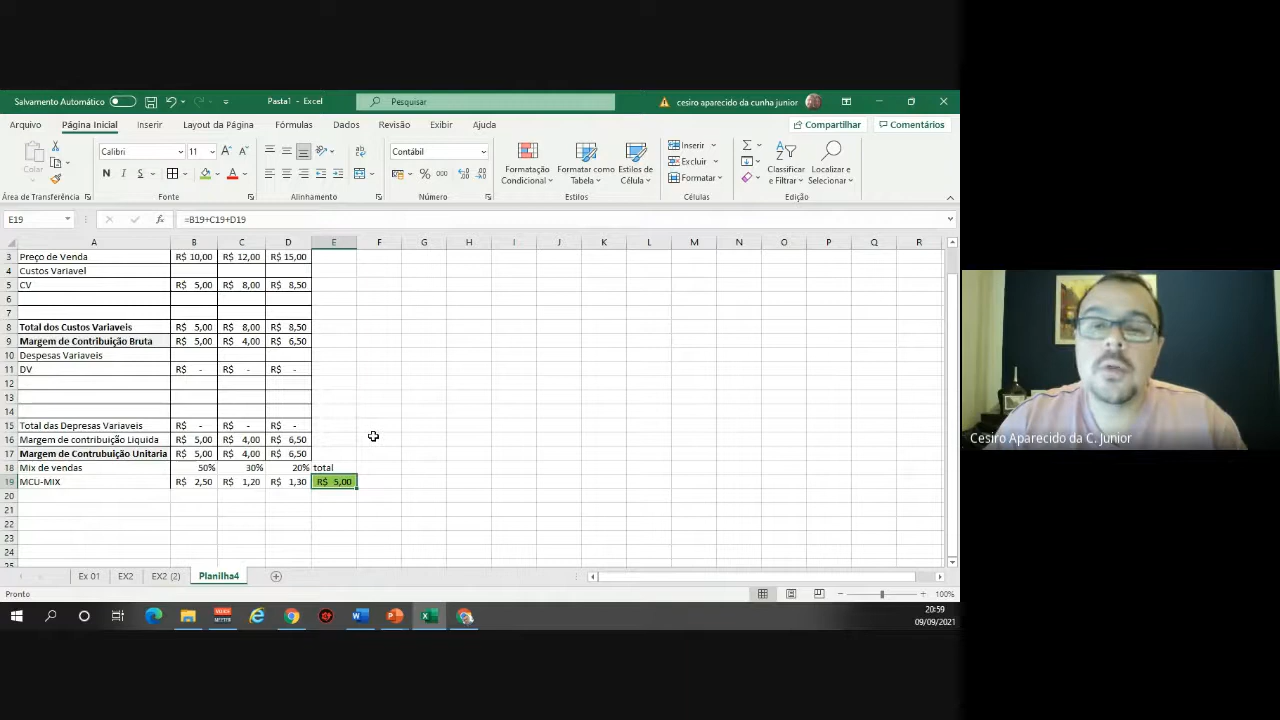 Salvamento Automático
Pasta1 - Excel
Pesquisar
cesiro aparecido da cunha junior
Arquivo Página Inicial Inserir Layout da Página Fórmulas Dados Revisão Exibir Ajuda
Compartilhar Comentários
Colar
Calibri 11
N I S
Contábil
% 000
Formatação Condicional
Formatar como Tabela
Estilos de Célula
Inserir
Excluir
Formatar
Classificar e Filtrar
Localizar e Selecionar
Área de Transferência Fonte Alinhamento Número Estilos Células Edição
E19 fx =B19+C19+D19
A B C D E F G H I J K L M N O P Q R
3 Preço de Venda R$ 10,00 R$ 12,00 R$ 15,00
4 Custos Variavel
5 CV R$ 5,00 R$ 8,00 R$ 8,50
6
7
8 Total dos Custos Variaveis R$ 5,00 R$ 8,00 R$ 8,50
9 Margem de Contribuição Bruta R$ 5,00 R$ 4,00 R$ 6,50
10 Despesas Variaveis
11 DV R$ - R$ - R$ -
12
13
14
15 Total das Depresas Variaveis R$ - R$ - R$ -
16 Margem de contribuição Liquida R$ 5,00 R$ 4,00 R$ 6,50
17 Margem de Contrubuição Unitaria R$ 5,00 R$ 4,00 R$ 6,50
18 Mix de vendas 50% 30% 20% total
19 MCU-MIX R$ 2,50 R$ 1,20 R$ 1,30 R$ 5,00
20
21
22
23
24
25
Ex 01 EX2 EX2 (2) Planilha4
Pronto
100%
20:59
09/09/2021
Cesiro Aparecido da C. Junior